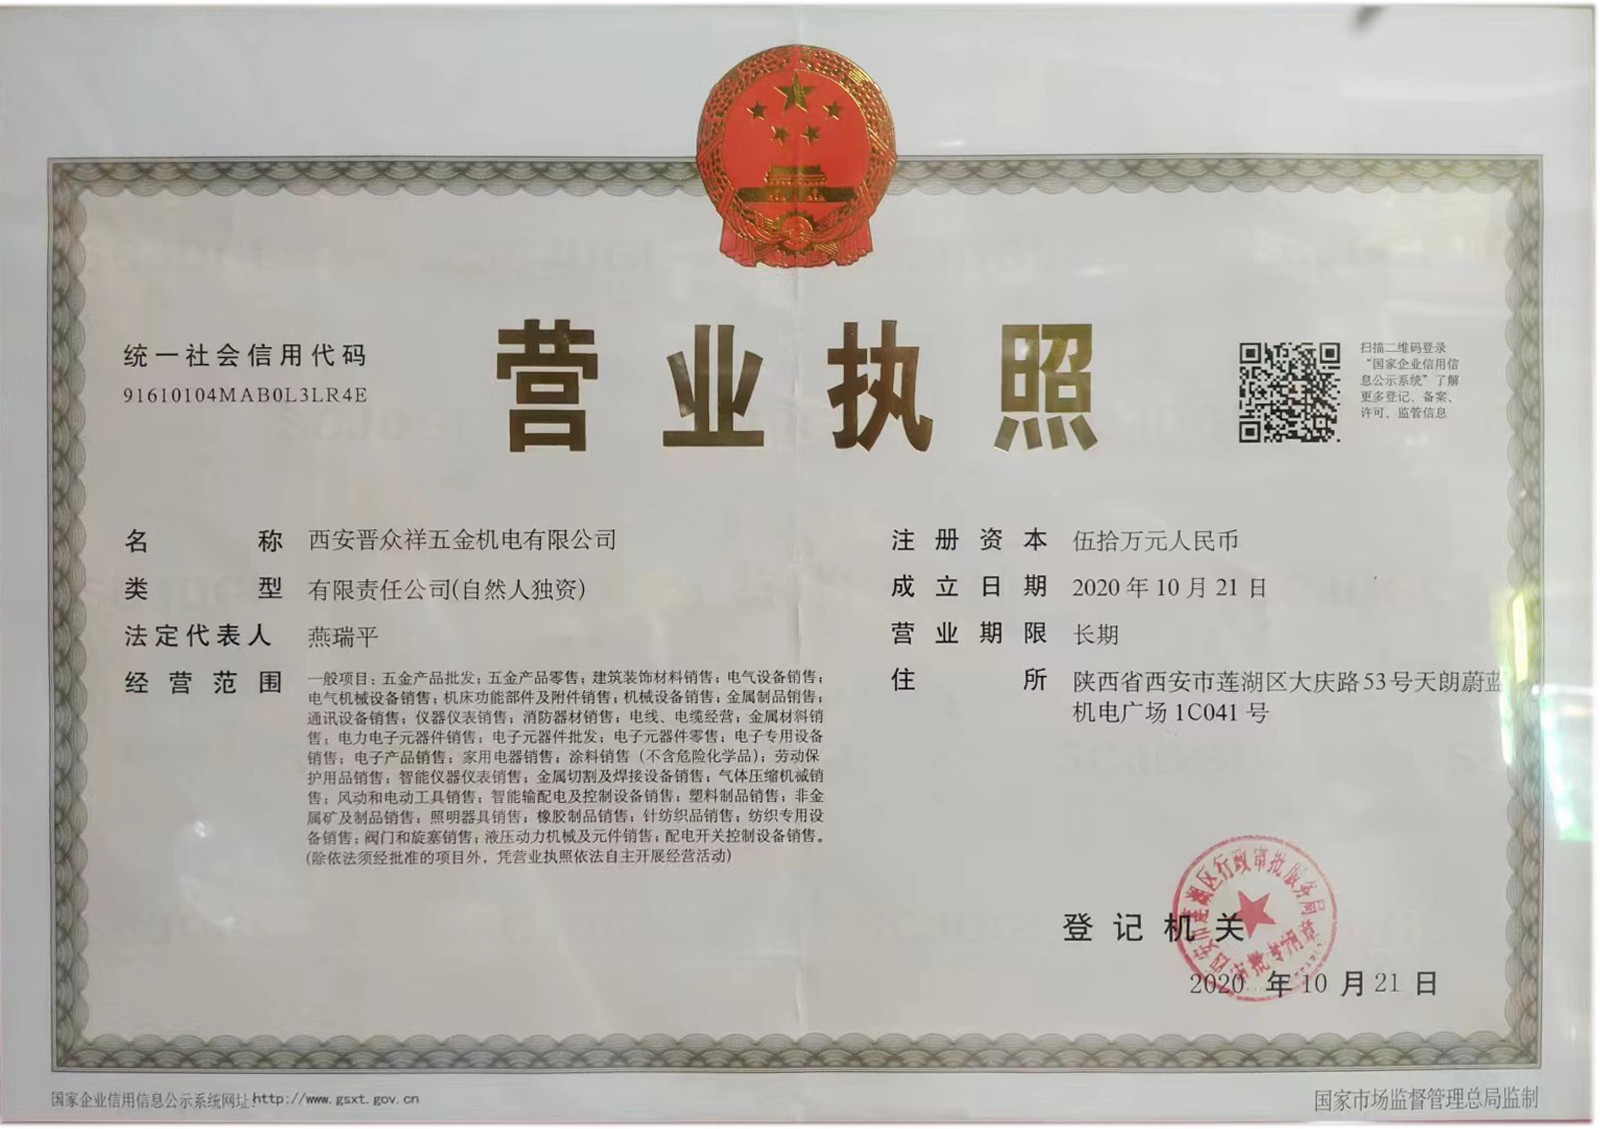 营业执照
统一社会信用代码
91610104MAB0L3LR4E
扫描二维码登录
“国家企业信用信
息公示系统”了解
更多登记、备案、
许可、监管信息
名称 西安晋众祥五金机电有限公司
类型 有限责任公司(自然人独资)
法定代表人 燕瑞平
经营范围 一般项目：五金产品批发；五金产品零售；建筑装饰材料销售；电气设备销售；
电气机械设备销售；机床功能部件及附件销售；机械设备销售；金属制品销售；
通讯设备销售；仪器仪表销售；消防器材销售；电线、电缆经营；金属材料销
售；电力电子元器件销售；电子元器件批发；电子元器件零售；电子专用设备
销售；电子产品销售；家用电器销售；涂料销售（不含危险化学品）；劳动保
护用品销售；智能仪器仪表销售；金属切割及焊接设备销售；气体压缩机械销
售；风动和电动工具销售；智能输配电及控制设备销售；塑料制品销售；非金
属矿及制品销售；照明器具销售；橡胶制品销售；针纺织品销售；纺织专用设
备销售；阀门和旋塞销售；液压动力机械及元件销售；配电开关控制设备销售。
(除依法须经批准的项目外，凭营业执照依法自主开展经营活动)
注册资本 伍拾万元人民币
成立日期 2020年10月21日
营业期限 长期
住所 陕西省西安市莲湖区大庆路53号天朗蔚蓝
机电广场1C041号
登记机关
西安市莲湖区行政审批服务局
审批专用章
2020 年 10 月 21 日
国家企业信用信息公示系统网址：http://www.gsxt.gov.cn
国家市场监督管理总局监制